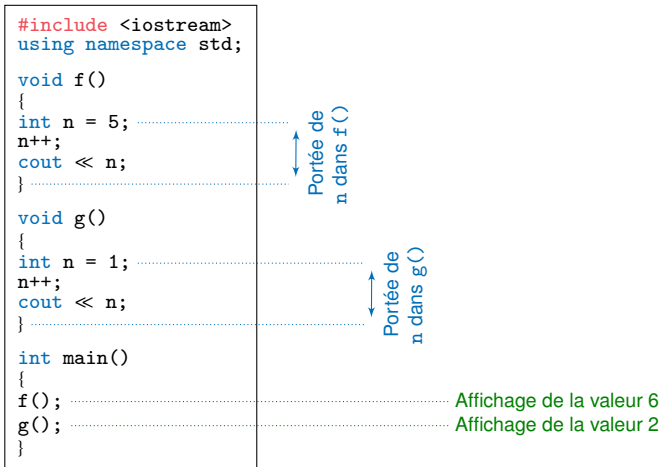 #include <iostream>
using namespace std;
void f()
{
int n = 5;
n++;
cout ≪ n;
}
Portée de
n dans f()
void g()
{
int n = 1;
n++;
cout ≪ n;
}
Portée de
n dans g()
int main()
{
f(); Affichage de la valeur 6
g(); Affichage de la valeur 2
}